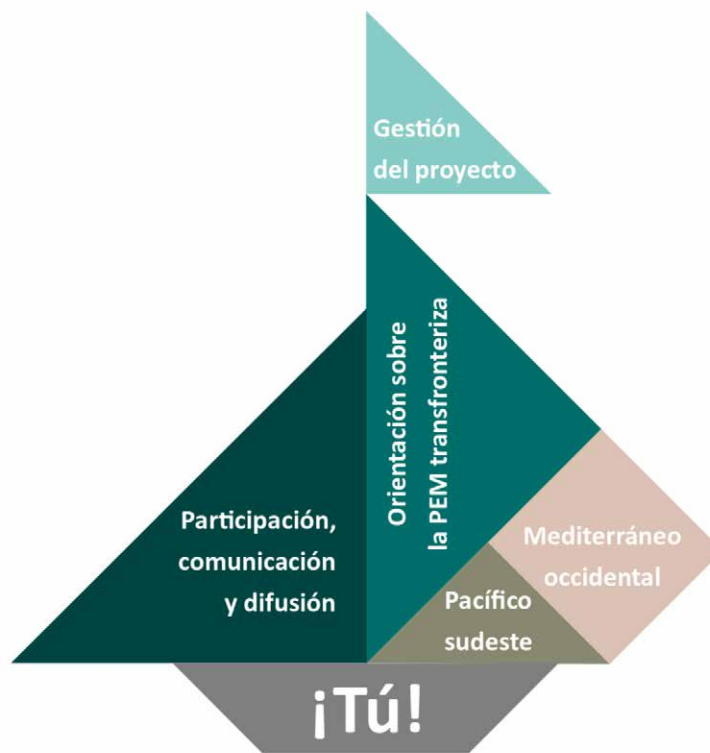 Gestión
del proyecto
Orientación sobre
la PEM transfronteriza
Participación,
comunicación
y difusión
Mediterráneo
occidental
Pacífico
sudeste
¡Tú!